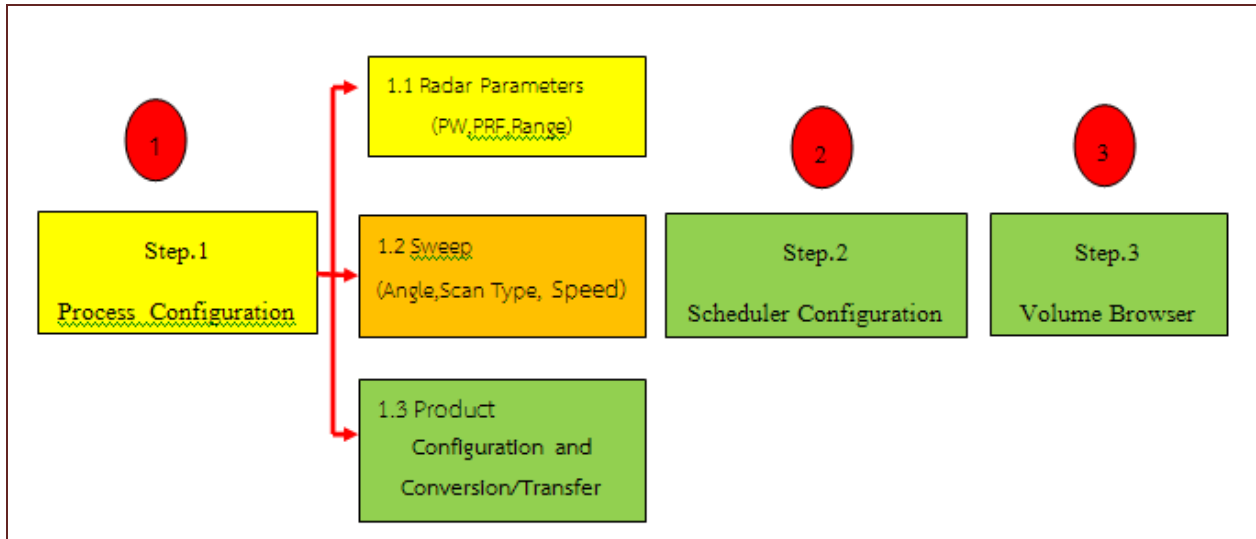 1
Step.1
Process Configuration
1.1 Radar Parameters
(PW,PRF,Range)
1.2 Sweep
(Angle,Scan Type, Speed)
1.3 Product
Configuration and
Conversion/Transfer
2
Step.2
Scheduler Configuration
3
Step.3
Volume Browser